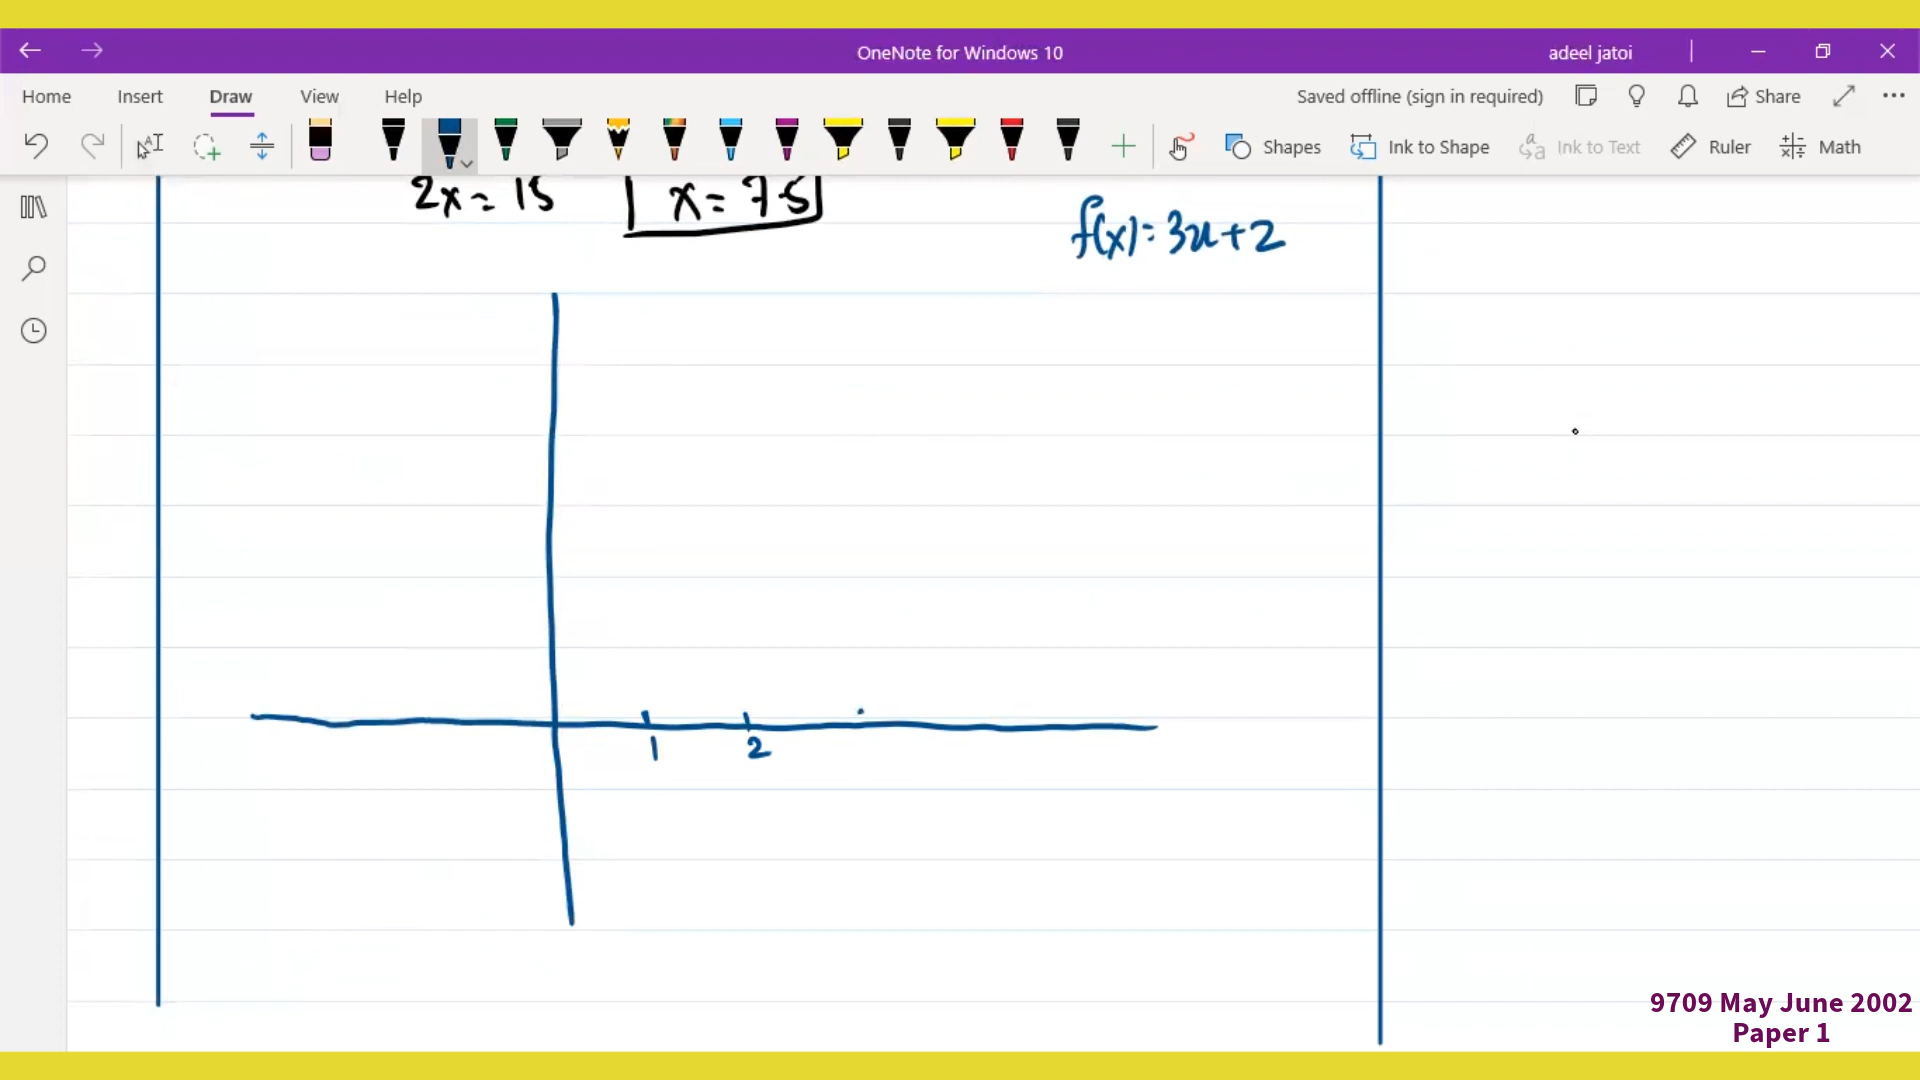 OneNote for Windows 10
adeel jatoi
Home Insert Draw View Help
Saved offline (sign in required)
Share
Shapes Ink to Shape Ink to Text Ruler Math
2x = 15
x = 7.5
f(x) = 3x+2
1 2
9709 May June 2002
Paper 1